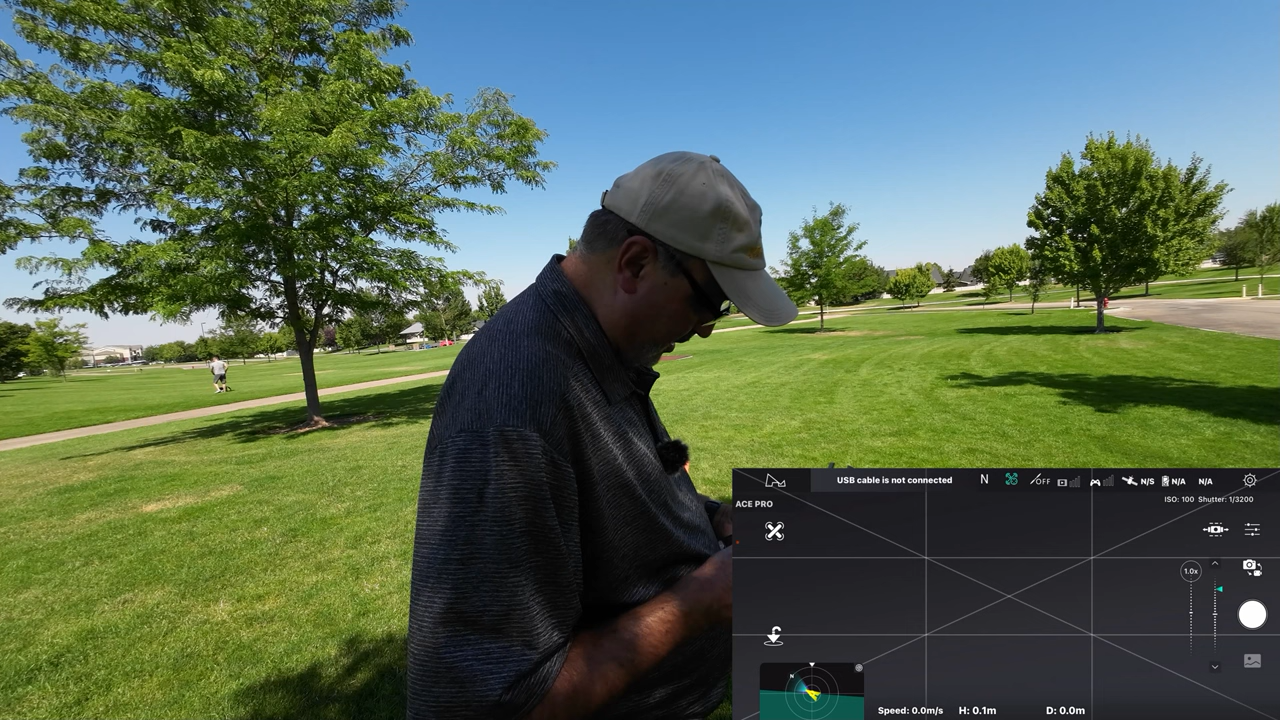 USB cable is not connected
N
OFF
N/S
N/A
N/A
ISO: 100 Shutter: 1/3200
ACE PRO
1.0x
N
Speed: 0.0m/s
H: 0.1m
D: 0.0m